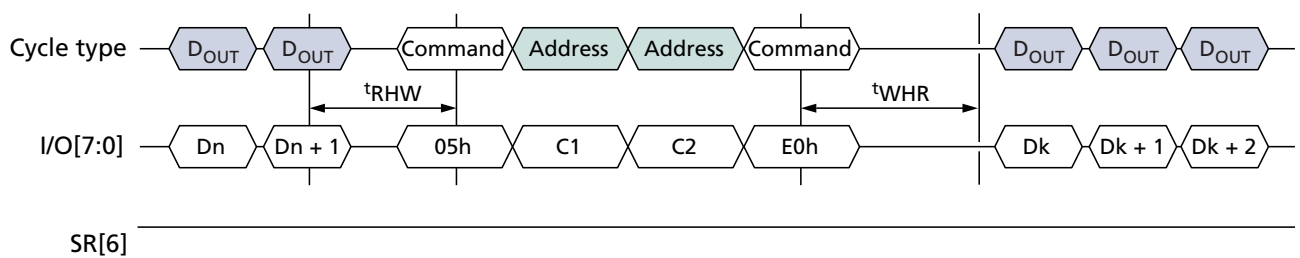 Cycle type DOUT DOUT Command Address Address Command DOUT DOUT DOUT
tRHW tWHR
I/O[7:0] Dn Dn + 1 05h C1 C2 E0h Dk Dk + 1 Dk + 2
SR[6]